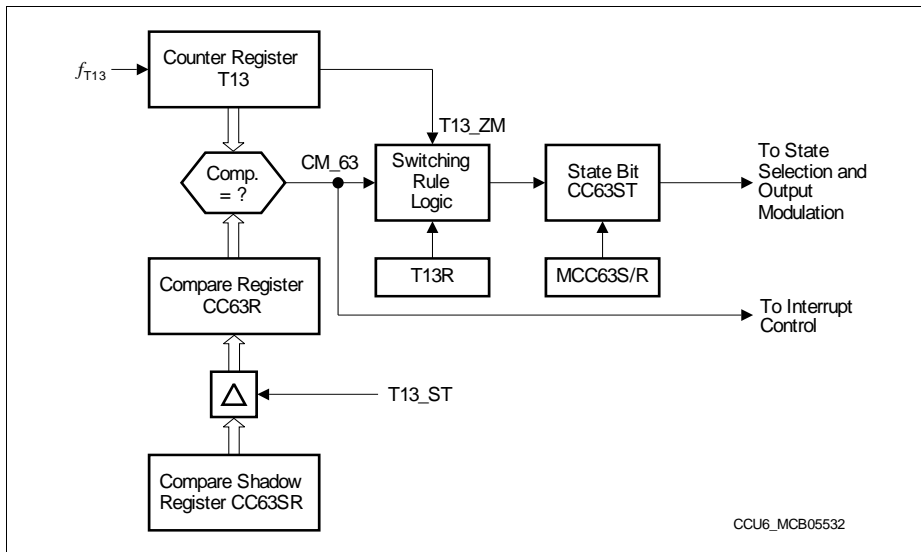 Counter Register
T13
fT13
T13_ZM
CM_63
Comp.
= ?
Switching
Rule
Logic
State Bit
CC63ST
To State
Selection and
Output
Modulation
T13R
MCC63S/R
Compare Register
CC63R
To Interrupt
Control
T13_ST
Compare Shadow
Register CC63SR
CCU6_MCB05532